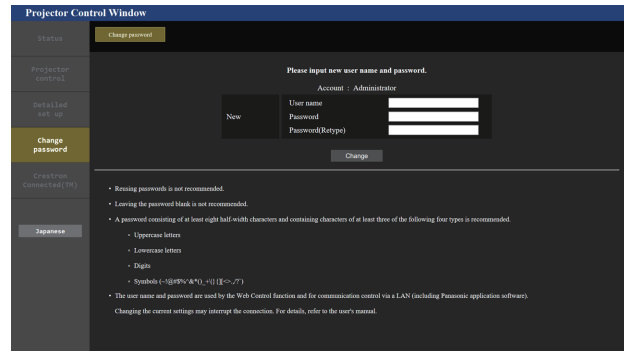 Projector Control Window
Status
Change password
Projector control
Detailed set up
Change password
Crestron Connected(TM)
Japanese
Please input new user name and password.
Account : Administrator
New
User name
Password
Password(Retype)
Change
• Reusing passwords is not recommended.
• Leaving the password blank is not recommended.
• A password consisting of at least eight half-width characters and containing characters of at least three of the following four types is recommended.
Uppercase letters
Lowercase letters
Digits
Symbols
• The user name and password are used by the Web Control function and for communication control via a LAN (including Panasonic application software).
Changing the current settings may interrupt the connection. For details, refer to the user's manual.